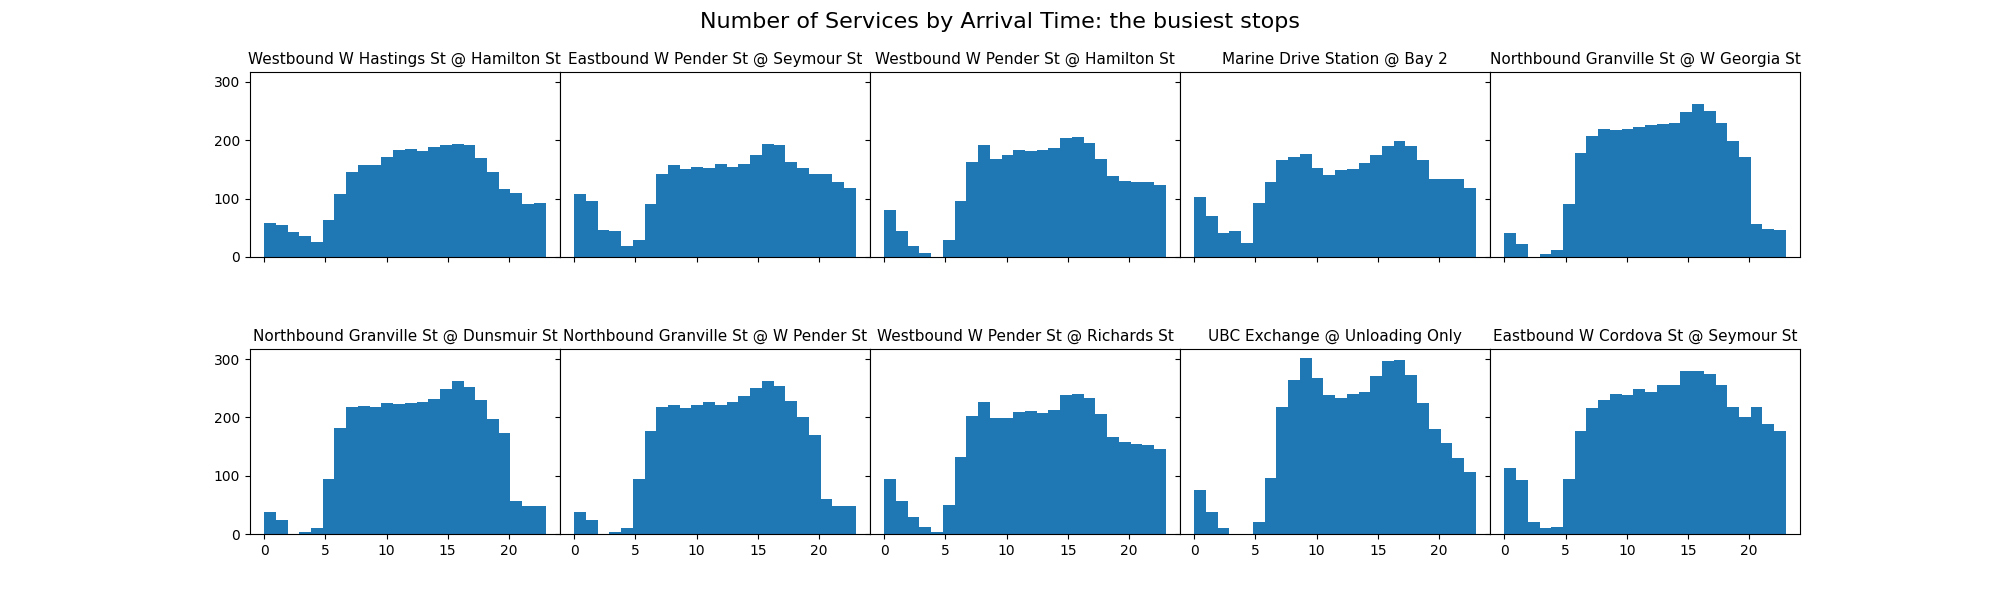 Number of Services by Arrival Time: the busiest stops
Westbound W Hastings St @ Hamilton St
Eastbound W Pender St @ Seymour St
Westbound W Pender St @ Hamilton St
Marine Drive Station @ Bay 2
Northbound Granville St @ W Georgia St
300
200
100
0
Northbound Granville St @ Dunsmuir St
Northbound Granville St @ W Pender St
Westbound W Pender St @ Richards St
UBC Exchange @ Unloading Only
Eastbound W Cordova St @ Seymour St
300
200
100
0
0 5 10 15 20
0 5 10 15 20
0 5 10 15 20
0 5 10 15 20
0 5 10 15 20